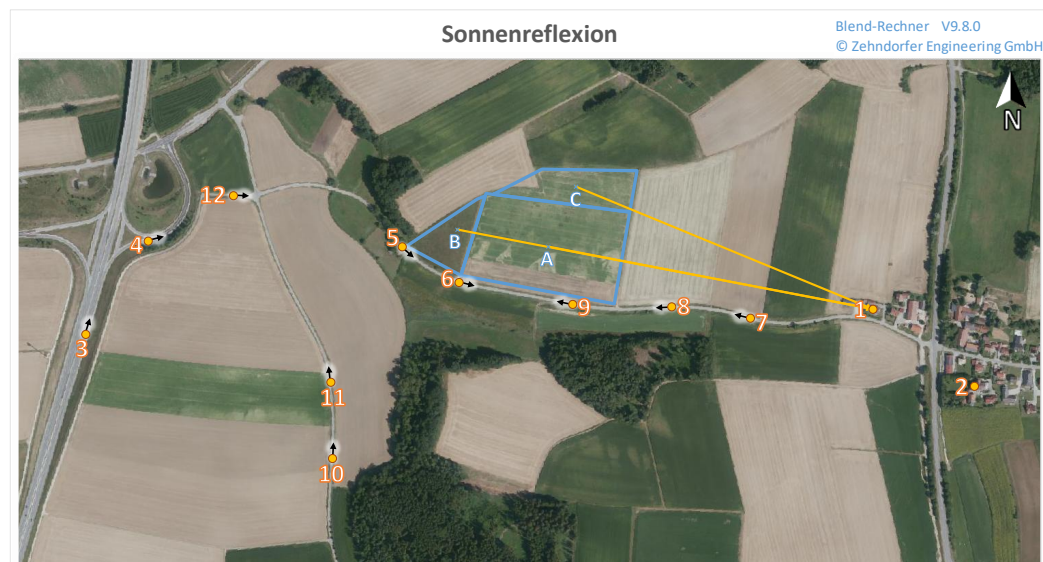 Sonnenreflexion
Blend-Rechner V9.8.0
© Zehndorfer Engineering GmbH
N
12
C
5
4
B
A
6
9
8
1
7
3
2
11
10